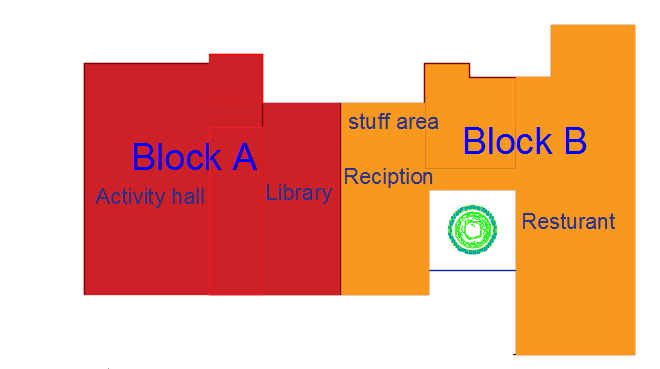 stuff area
Block A
Block B
Activity hall
Library
Reciption
Resturant